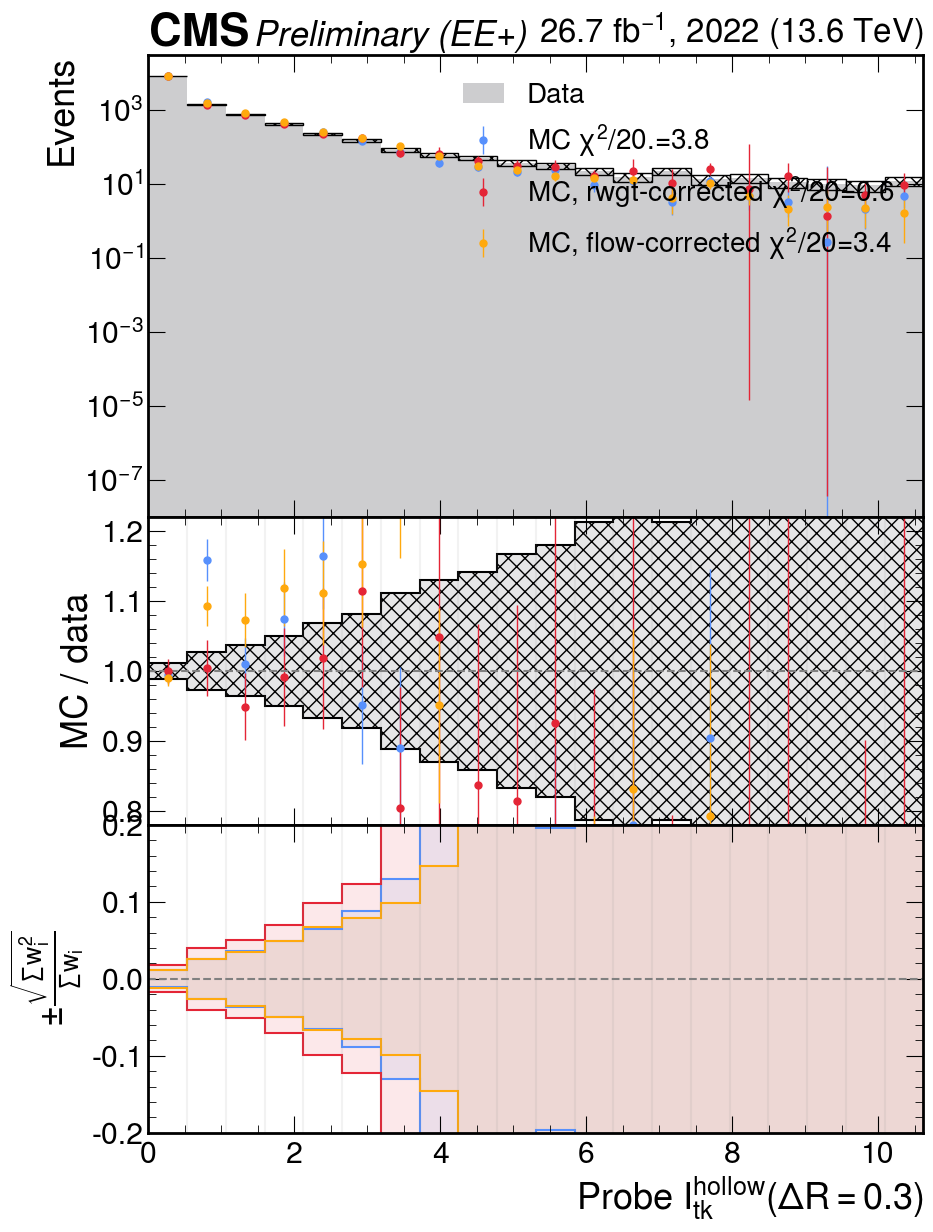 CMS Preliminary (EE+) 26.7 fb⁻¹, 2022 (13.6 TeV)
Events
10³
10¹
10⁻¹
10⁻³
10⁻⁵
10⁻⁷
Data
MC χ²/20.=3.8
MC, rwgt-corrected χ²/20=0.6
MC, flow-corrected χ²/20=3.4
MC / data
1.2
1.1
1.0
0.9
0.8
±√Σwᵢ²/Σwᵢ
0.2
0.1
0.0
-0.1
-0.2
0 2 4 6 8 10
Probe I_tk^hollow(ΔR = 0.3)